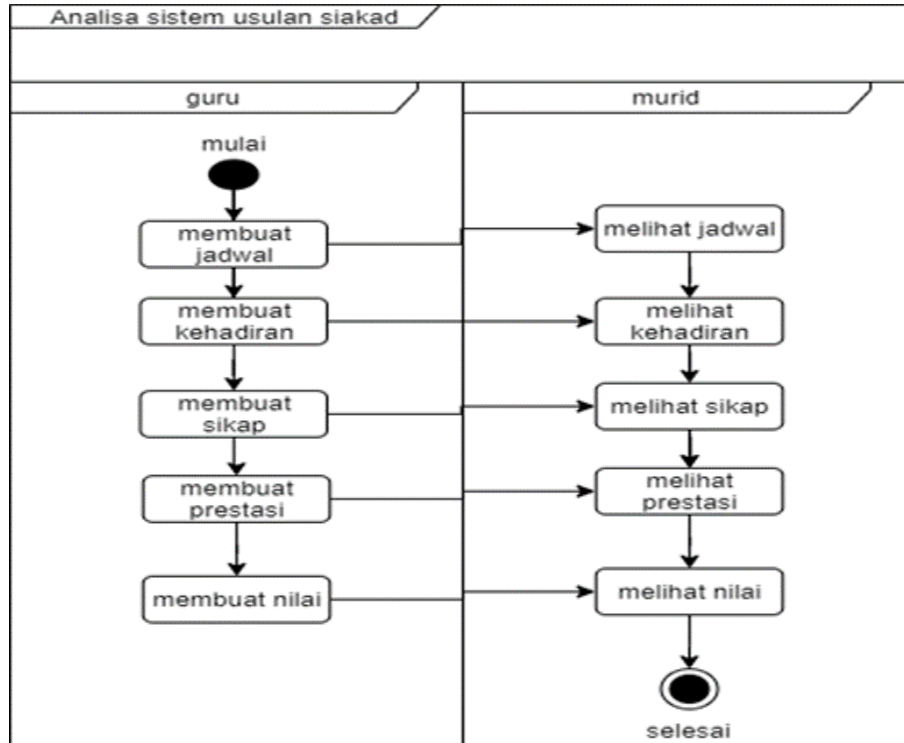 Analisa sistem usulan siakad
guru
murid
mulai
membuat
jadwal
melihat jadwal
membuat
kehadiran
melihat
kehadiran
membuat
sikap
melihat sikap
membuat
prestasi
melihat
prestasi
membuat nilai
melihat nilai
selesai